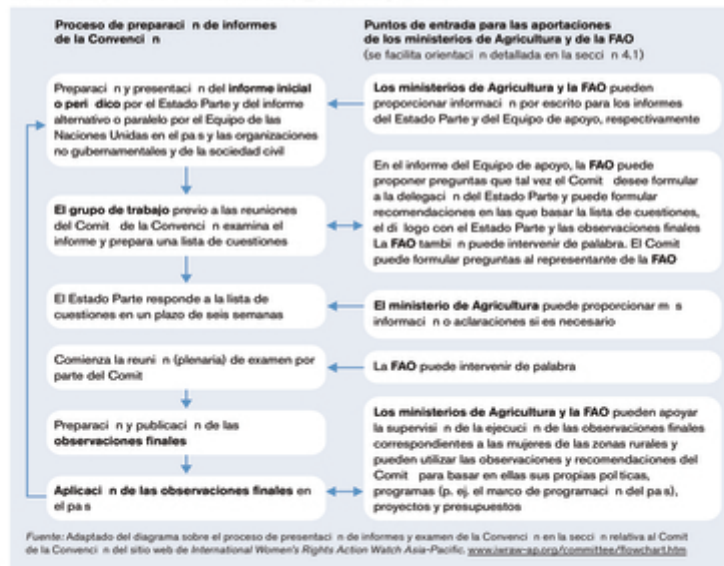 Proceso de preparaci n de informes
de la Convenci n
Puntos de entrada para las aportaciones
de los ministerios de Agricultura y de la FAO
(se facilita orientaci n detallada en la secci n 4.1)
Preparaci n y presentaci n del informe inicial
o peri dico por el Estado Parte y del informe
alternativo o paralelo por el Equipo de las
Naciones Unidas en el pa s y las organizaciones
no gubernamentales y de la sociedad civil
Los ministerios de Agricultura y la FAO pueden
proporcionar informaci n por escrito para los informes
del Estado Parte y del Equipo de apoyo, respectivamente
El grupo de trabajo previo a las reuniones
del Comit de la Convenci n examina el
informe y prepara una lista de cuestiones
En el informe del Equipo de apoyo, la FAO puede
proponer preguntas que tal vez el Comit desee formular
a la delegaci n del Estado Parte y puede formular
recomendaciones en las que basar la lista de cuestiones,
el di logo con el Estado Parte y las observaciones finales
La FAO tambi n puede intervenir de palabra. El Comit
puede formular preguntas al representante de la FAO
El Estado Parte responde a la lista de
cuestiones en un plazo de seis semanas
El ministerio de Agricultura puede proporcionar m s
informaci n o aclaraciones si es necesario
Comienza la reuni n (plenaria) de examen por
parte del Comit
La FAO puede intervenir de palabra
Preparaci n y publicaci n de las
observaciones finales
Los ministerios de Agricultura y la FAO pueden apoyar
la supervisi n de la ejecuci n de las observaciones finales
correspondientes a las mujeres de las zonas rurales y
pueden utilizar las observaciones y recomendaciones del
Comit para basar en ellas sus propias pol ticas,
programas (p. ej. el marco de programaci n del pa s),
proyectos y presupuestos
Aplicaci n de las observaciones finales en
el pa s
Fuente: Adaptado del diagrama sobre el proceso de presentaci n de informes y examen de la Convenci n en la secci n relativa al Comit
de la Convenci n del sitio web de International Women's Rights Action Watch Asia-Pacific, www.iwraw-ap.org/committee/flowchart.htm